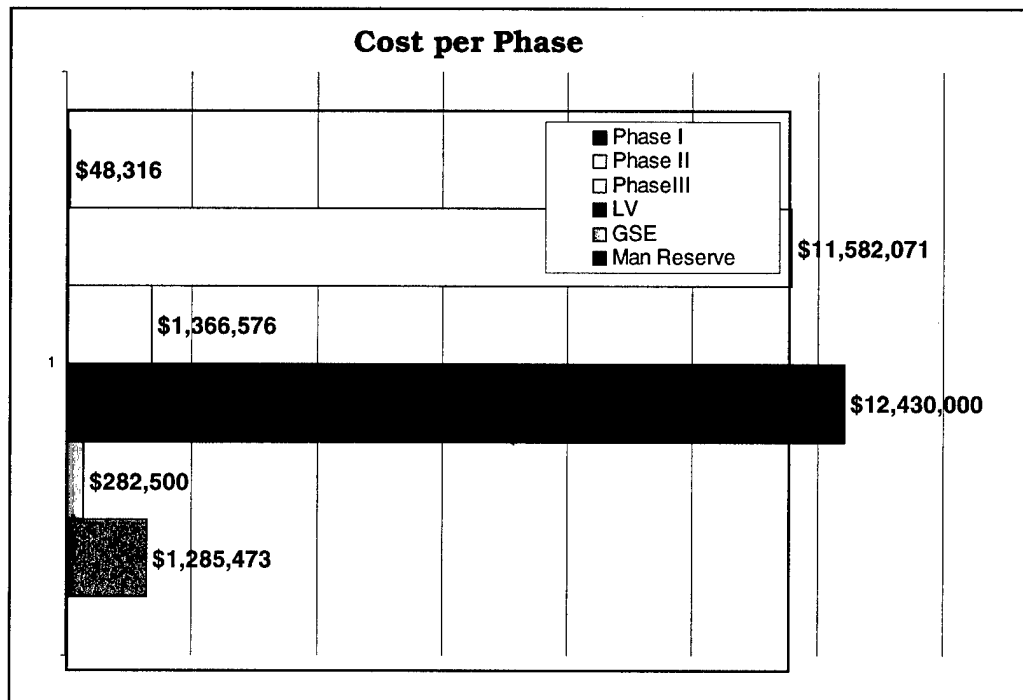 Cost per Phase
Phase I
Phase II
PhaseIII
LV
GSE
Man Reserve
$48,316
$11,582,071
$1,366,576
1
$12,430,000
$282,500
$1,285,473